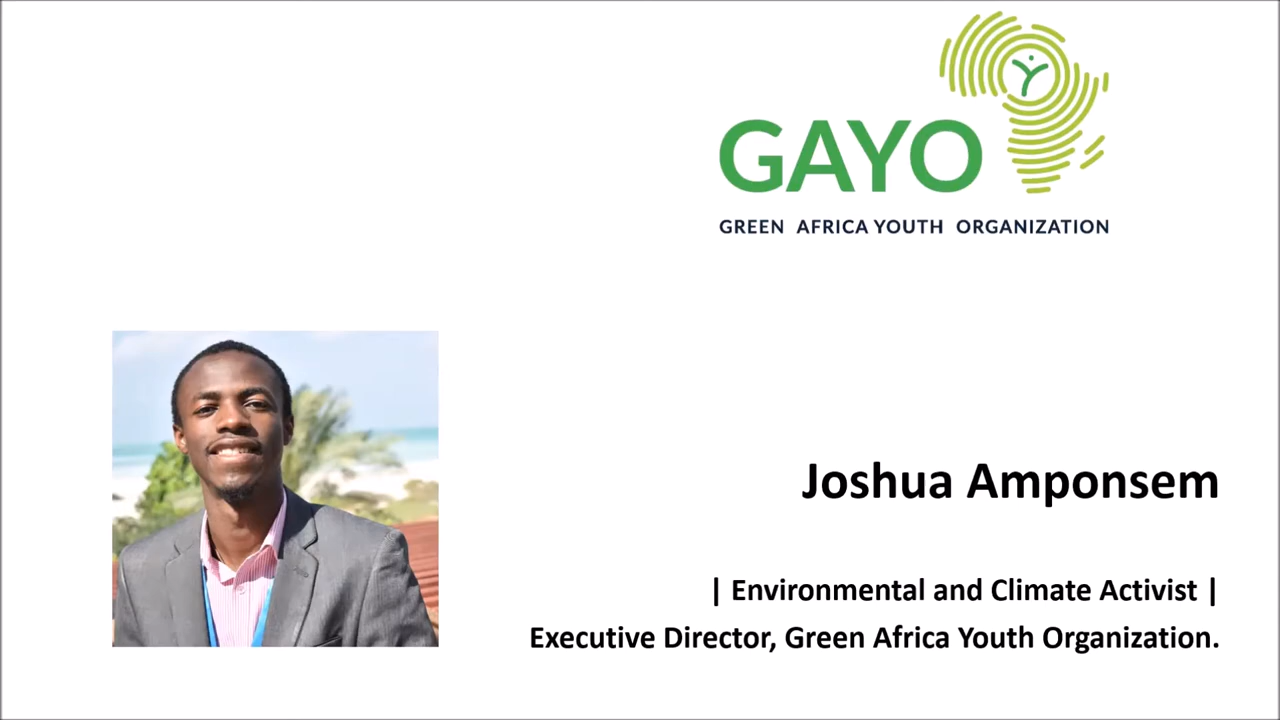 GAYO
GREEN AFRICA YOUTH ORGANIZATION
Joshua Amponsem
| Environmental and Climate Activist |
Executive Director, Green Africa Youth Organization.